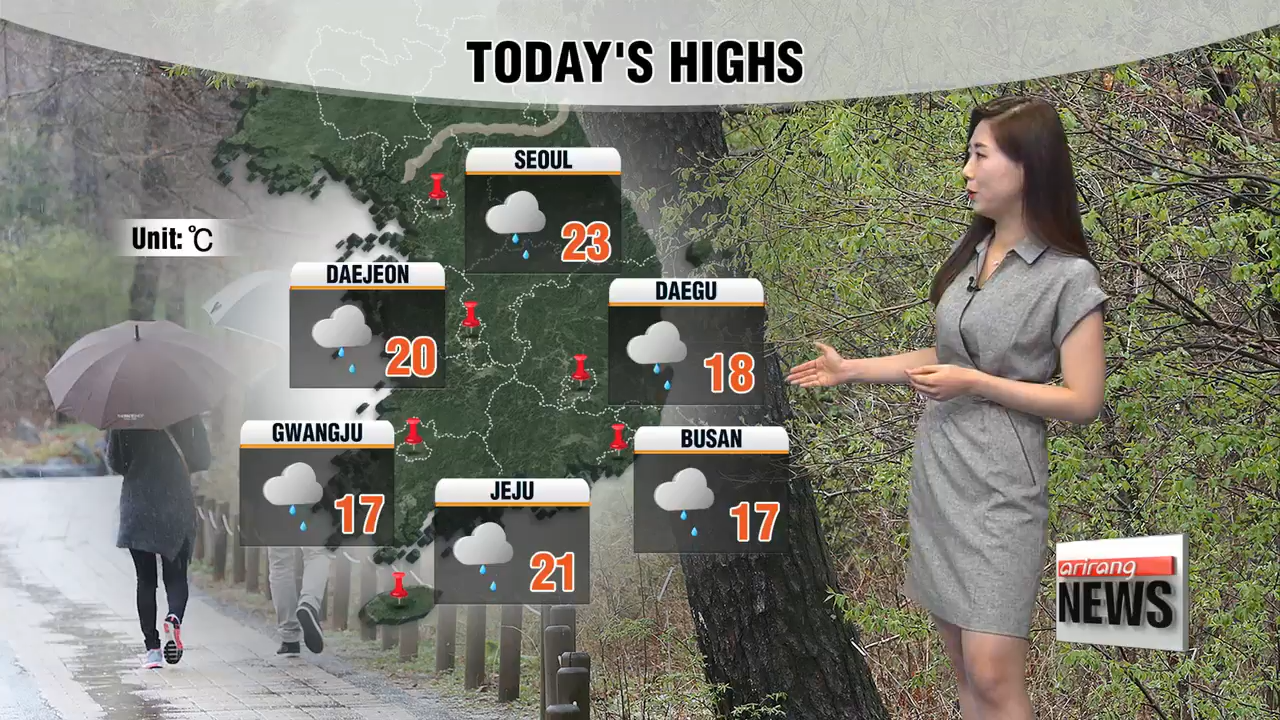 TODAY'S HIGHS
SEOUL
23
Unit: ℃
DAEJEON
20
DAEGU
18
GWANGJU
17
BUSAN
17
JEJU
21
arirang
NEWS